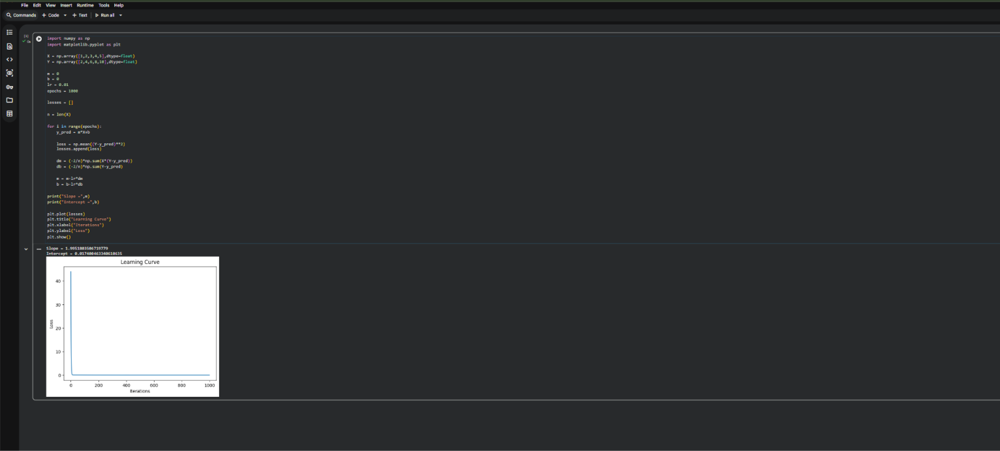 File Edit View Insert Runtime Tools Help
Commands + Code + Text Run all
[1]
0s
import numpy as np
import matplotlib.pyplot as plt
X = np.array([1,2,3,4,5],dtype=float)
Y = np.array([2,4,6,8,10],dtype=float)
m = 0
b = 0
lr = 0.01
epochs = 1000
losses = []
n = len(X)
for i in range(epochs):
y_pred = m*X+b
loss = np.mean((Y-y_pred)**2)
losses.append(loss)
dm = (-2/n)*np.sum(X*(Y-y_pred))
db = (-2/n)*np.sum(Y-y_pred)
m = m-lr*dm
b = b-lr*db
print("Slope =",m)
print("Intercept =",b)
plt.plot(losses)
plt.title("Learning Curve")
plt.xlabel("Iterations")
plt.ylabel("Loss")
plt.show()
Slope =
Intercept =
Learning Curve
40
30
20
10
0
Loss
0 200 400 600 800 1000
Iterations